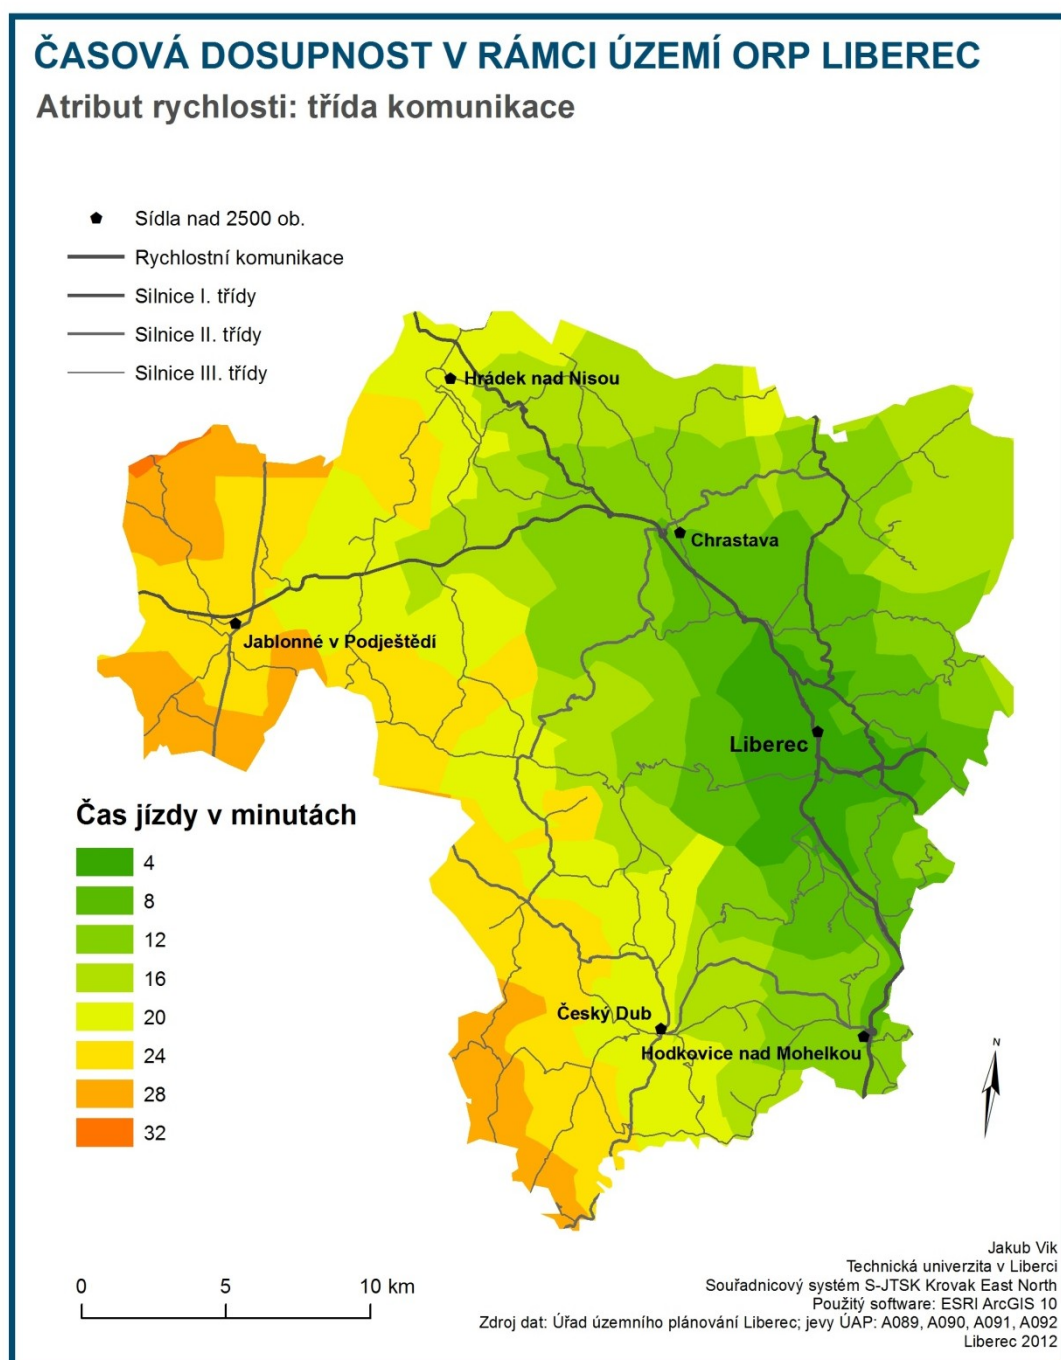 ČASOVÁ DOSUPNOST V RÁMCI ÚZEMÍ ORP LIBEREC
Atribut rychlosti: třída komunikace
Sídla nad 2500 ob.
Rychlostní komunikace
Silnice I. třídy
Silnice II. třídy
Silnice III. třídy
Hrádek nad Nisou
Chrastava
Jablonné v Podještědí
Liberec
Čas jízdy v minutách
4
8
12
16
20
24
28
32
Český Dub
Hodkovice nad Mohelkou
N
0 5 10 km
Jakub Vik
Technická univerzita v Liberci
Souřadnicový systém S-JTSK Krovak East North
Použitý software: ESRI ArcGIS 10
Zdroj dat: Úřad územního plánování Liberec; jevy ÚAP: A089, A090, A091, A092
Liberec 2012